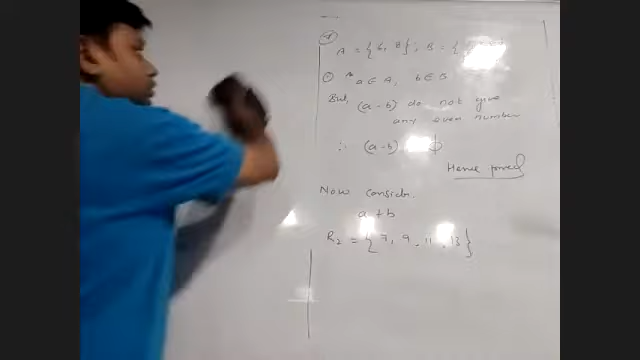 A = {6, 8} ; B = {
a ∈ A, b ∈ B
But, (a - b) do not give
any even number
∴ (a - b) ϕ
Hence proved
Now consider.
a + b
R₂ = {7, 9, 11, 13}